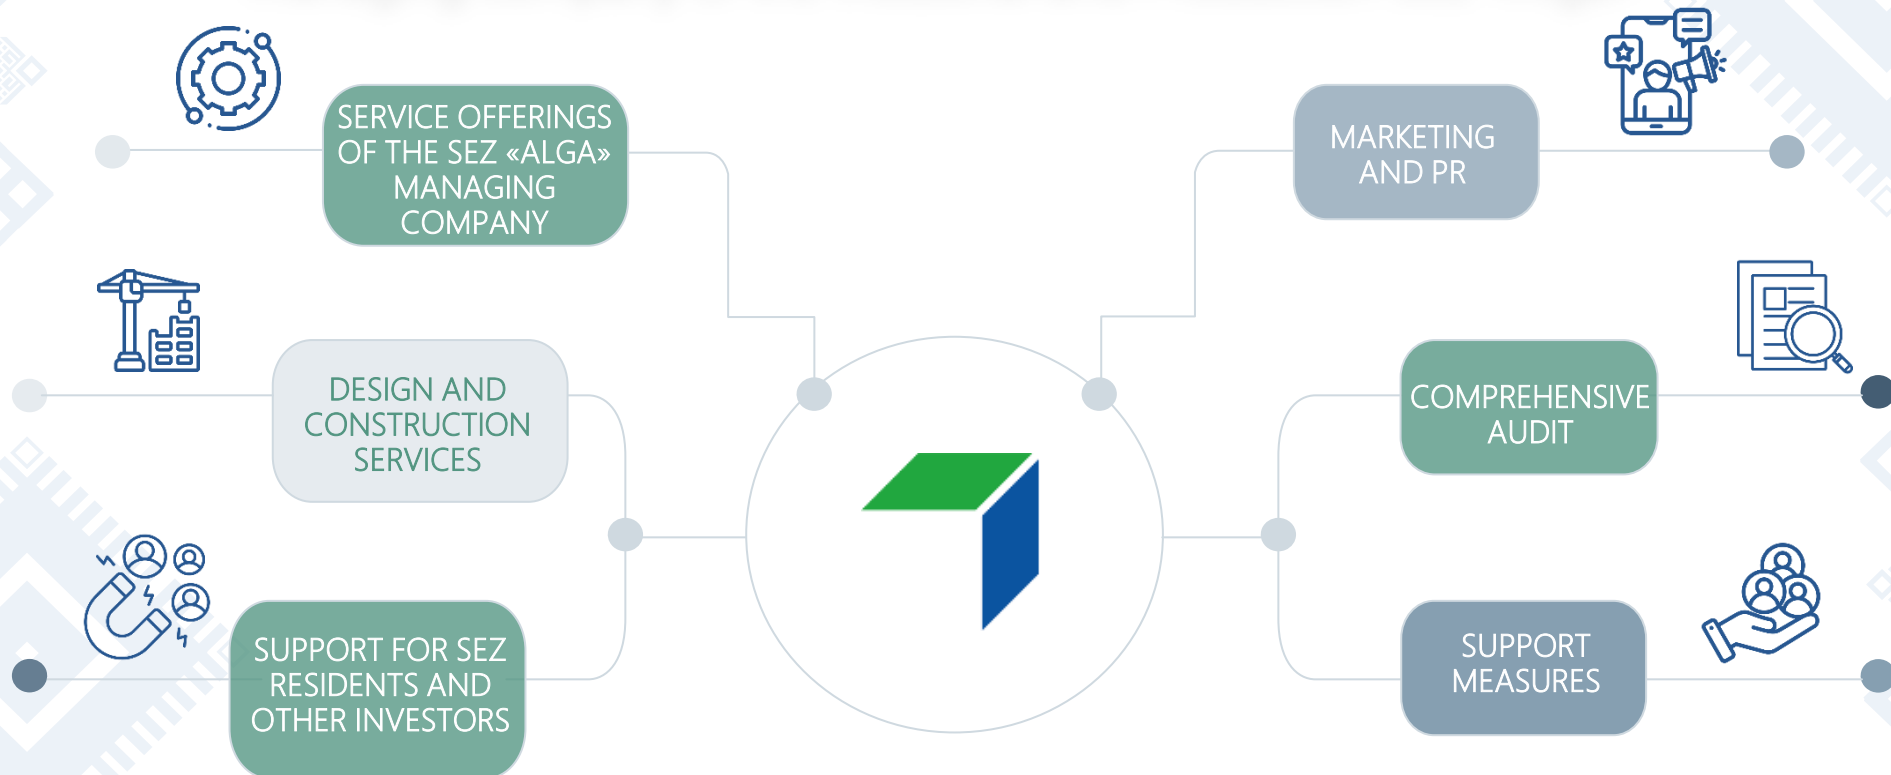 SERVICE OFFERINGS
OF THE SEZ «ALGA»
MANAGING
COMPANY
DESIGN AND
CONSTRUCTION
SERVICES
SUPPORT FOR SEZ
RESIDENTS AND
OTHER INVESTORS
MARKETING
AND PR
COMPREHENSIVE
AUDIT
SUPPORT
MEASURES